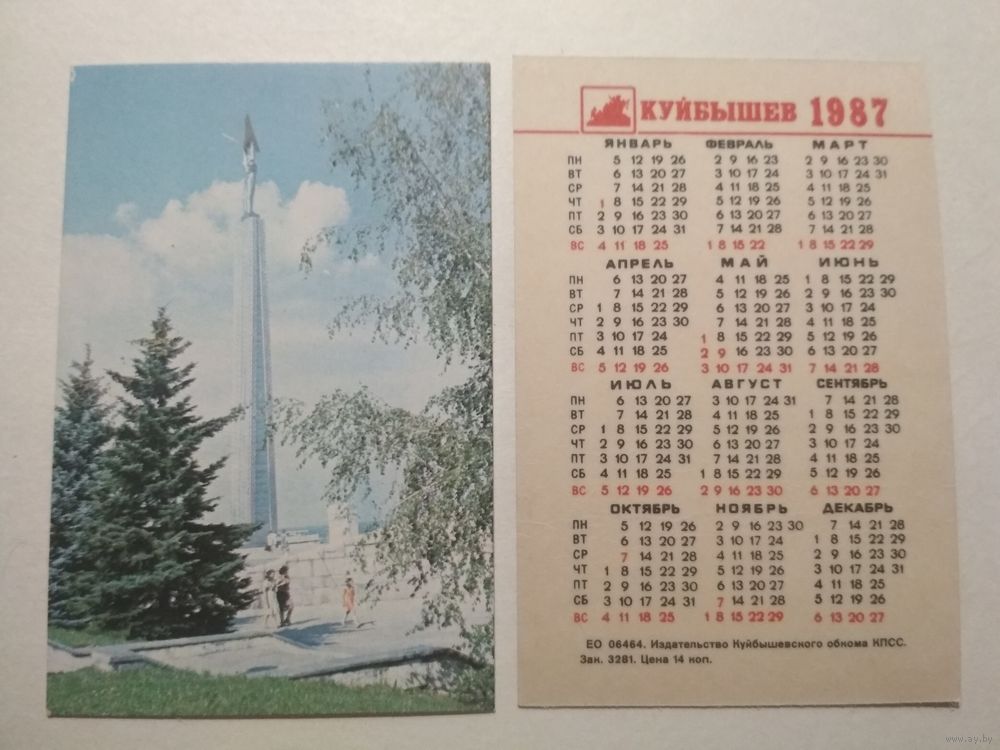 КУЙБЫШЕВ 1987
ЯНВАРЬ ФЕВРАЛЬ МАРТ
ПН 5 12 19 26 2 9 16 23 2 9 16 23 30
ВТ 6 13 20 27 3 10 17 24 3 10 17 24 31
СР 7 14 21 28 4 11 18 25 4 11 18 25
ЧТ 1 8 15 22 29 5 12 19 26 5 12 19 26
ПТ 2 9 16 23 30 6 13 20 27 6 13 20 27
СБ 3 10 17 24 31 7 14 21 28 7 14 21 28
ВС 4 11 18 25 1 8 15 22 1 8 15 22 29
АПРЕЛЬ МАЙ ИЮНЬ
ПН 6 13 20 27 4 11 18 25 1 8 15 22 29
ВТ 7 14 21 28 5 12 19 26 2 9 16 23 30
СР 1 8 15 22 29 6 13 20 27 3 10 17 24
ЧТ 2 9 16 23 30 7 14 21 28 4 11 18 25
ПТ 3 10 17 24 1 8 15 22 29 5 12 19 26
СБ 4 11 18 25 2 9 16 23 30 6 13 20 27
ВС 5 12 19 26 3 10 17 24 31 7 14 21 28
ИЮЛЬ АВГУСТ СЕНТЯБРЬ
ПН 6 13 20 27 3 10 17 24 31 7 14 21 28
ВТ 7 14 21 28 4 11 18 25 1 8 15 22 29
СР 1 8 15 22 29 5 12 19 26 2 9 16 23 30
ЧТ 2 9 16 23 30 6 13 20 27 3 10 17 24
ПТ 3 10 17 24 31 7 14 21 28 4 11 18 25
СБ 4 11 18 25 1 8 15 22 29 5 12 19 26
ВС 5 12 19 26 2 9 16 23 30 6 13 20 27
ОКТЯБРЬ НОЯБРЬ ДЕКАБРЬ
ПН 5 12 19 26 2 9 16 23 30 7 14 21 28
ВТ 6 13 20 27 3 10 17 24 1 8 15 22 29
СР 7 14 21 28 4 11 18 25 2 9 16 23 30
ЧТ 1 8 15 22 29 5 12 19 26 3 10 17 24 31
ПТ 2 9 16 23 30 6 13 20 27 4 11 18 25
СБ 3 10 17 24 31 7 14 21 28 5 12 19 26
ВС 4 11 18 25 1 8 15 22 29 6 13 20 27
ЕО 06464. Издательство Куйбышевского обкома КПСС.
Зак. 3281. Цена 14 коп.
www.ay.by